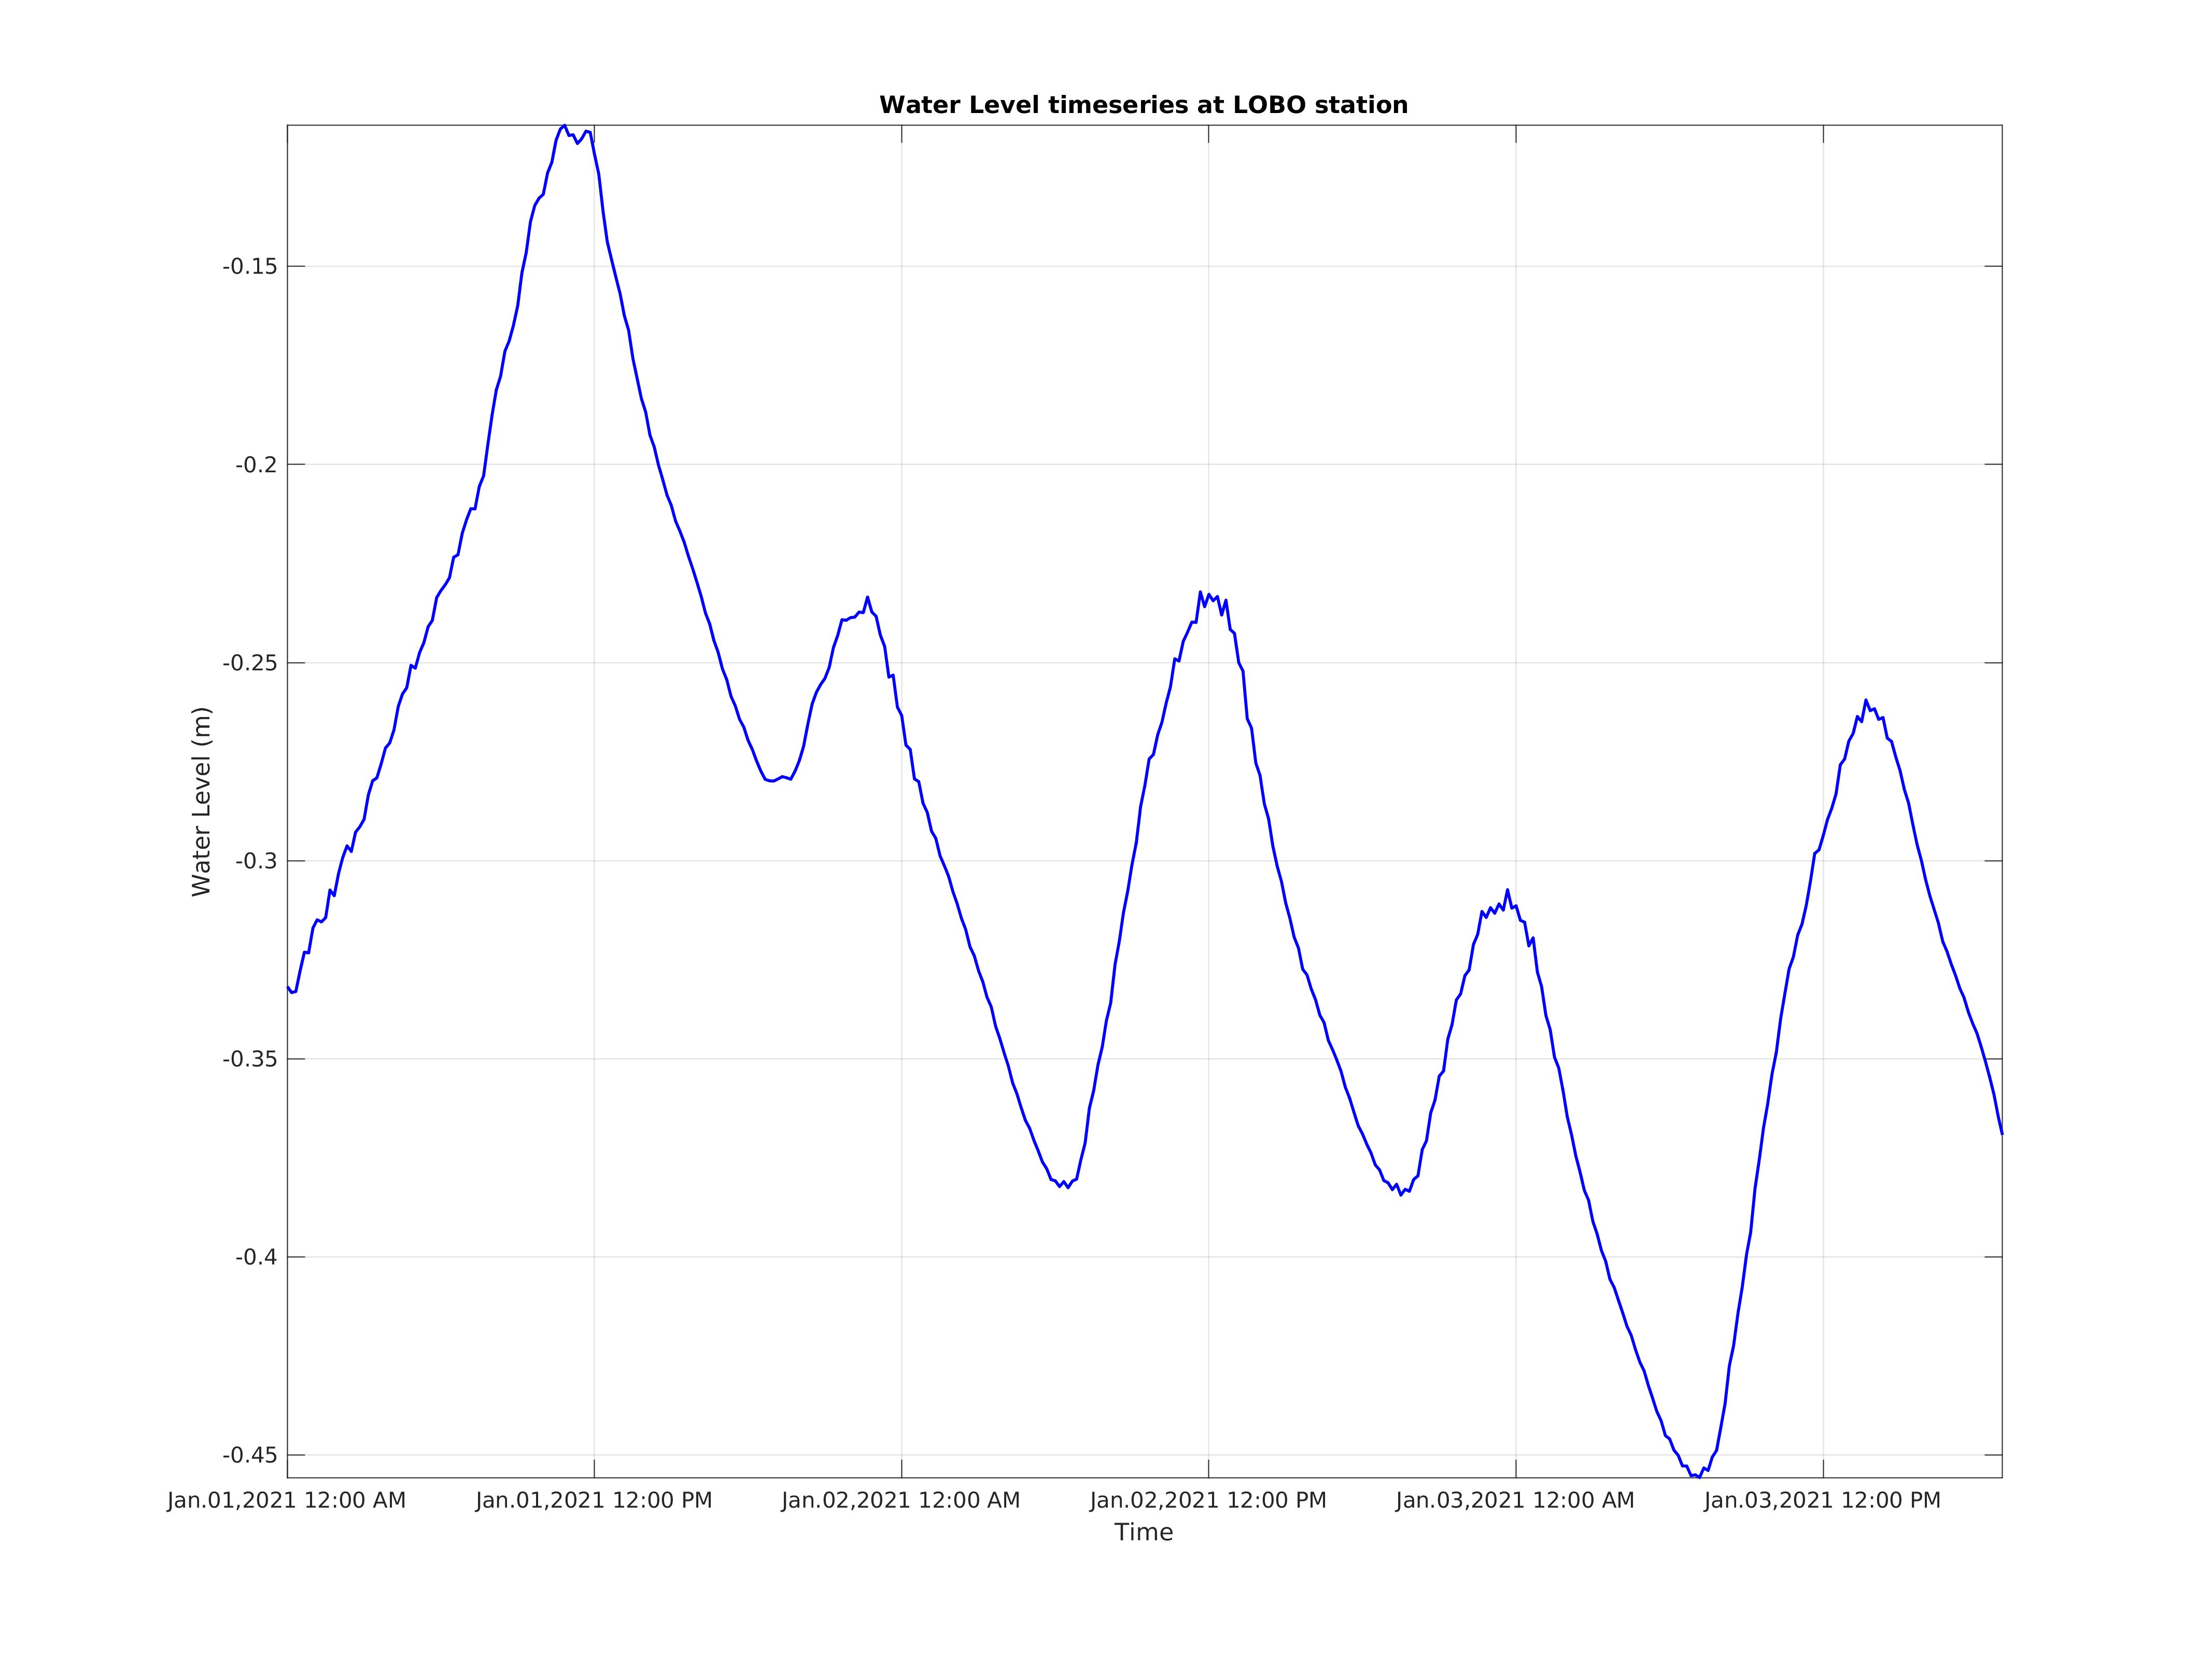 Water Level timeseries at LOBO station
-0.15
-0.2
-0.25
-0.3
-0.35
-0.4
-0.45
Water Level (m)
Jan.01,2021 12:00 AM
Jan.01,2021 12:00 PM
Jan.02,2021 12:00 AM
Jan.02,2021 12:00 PM
Jan.03,2021 12:00 AM
Jan.03,2021 12:00 PM
Time